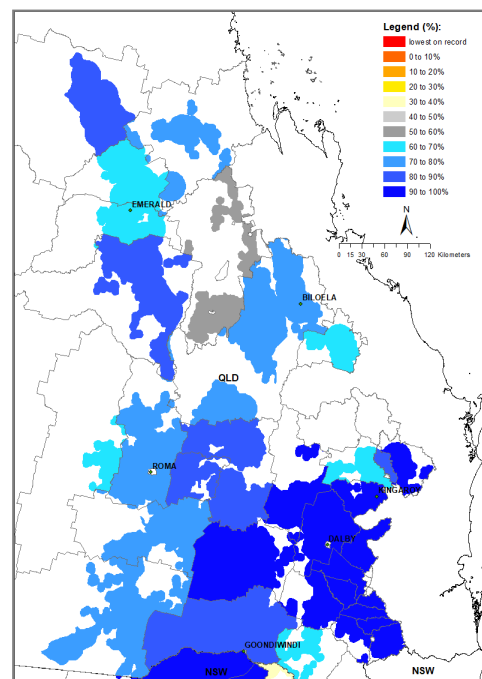 Legend (%):
lowest on record
0 to 10%
10 to 20%
20 to 30%
30 to 40%
40 to 50%
50 to 60%
60 to 70%
70 to 80%
80 to 90%
90 to 100%
N
0 15 30 60 90 120
Kilometers
EMERALD
BILOELA
QLD
ROMA
KINGAROY
DALBY
GOONDIWINDI
NSW NSW